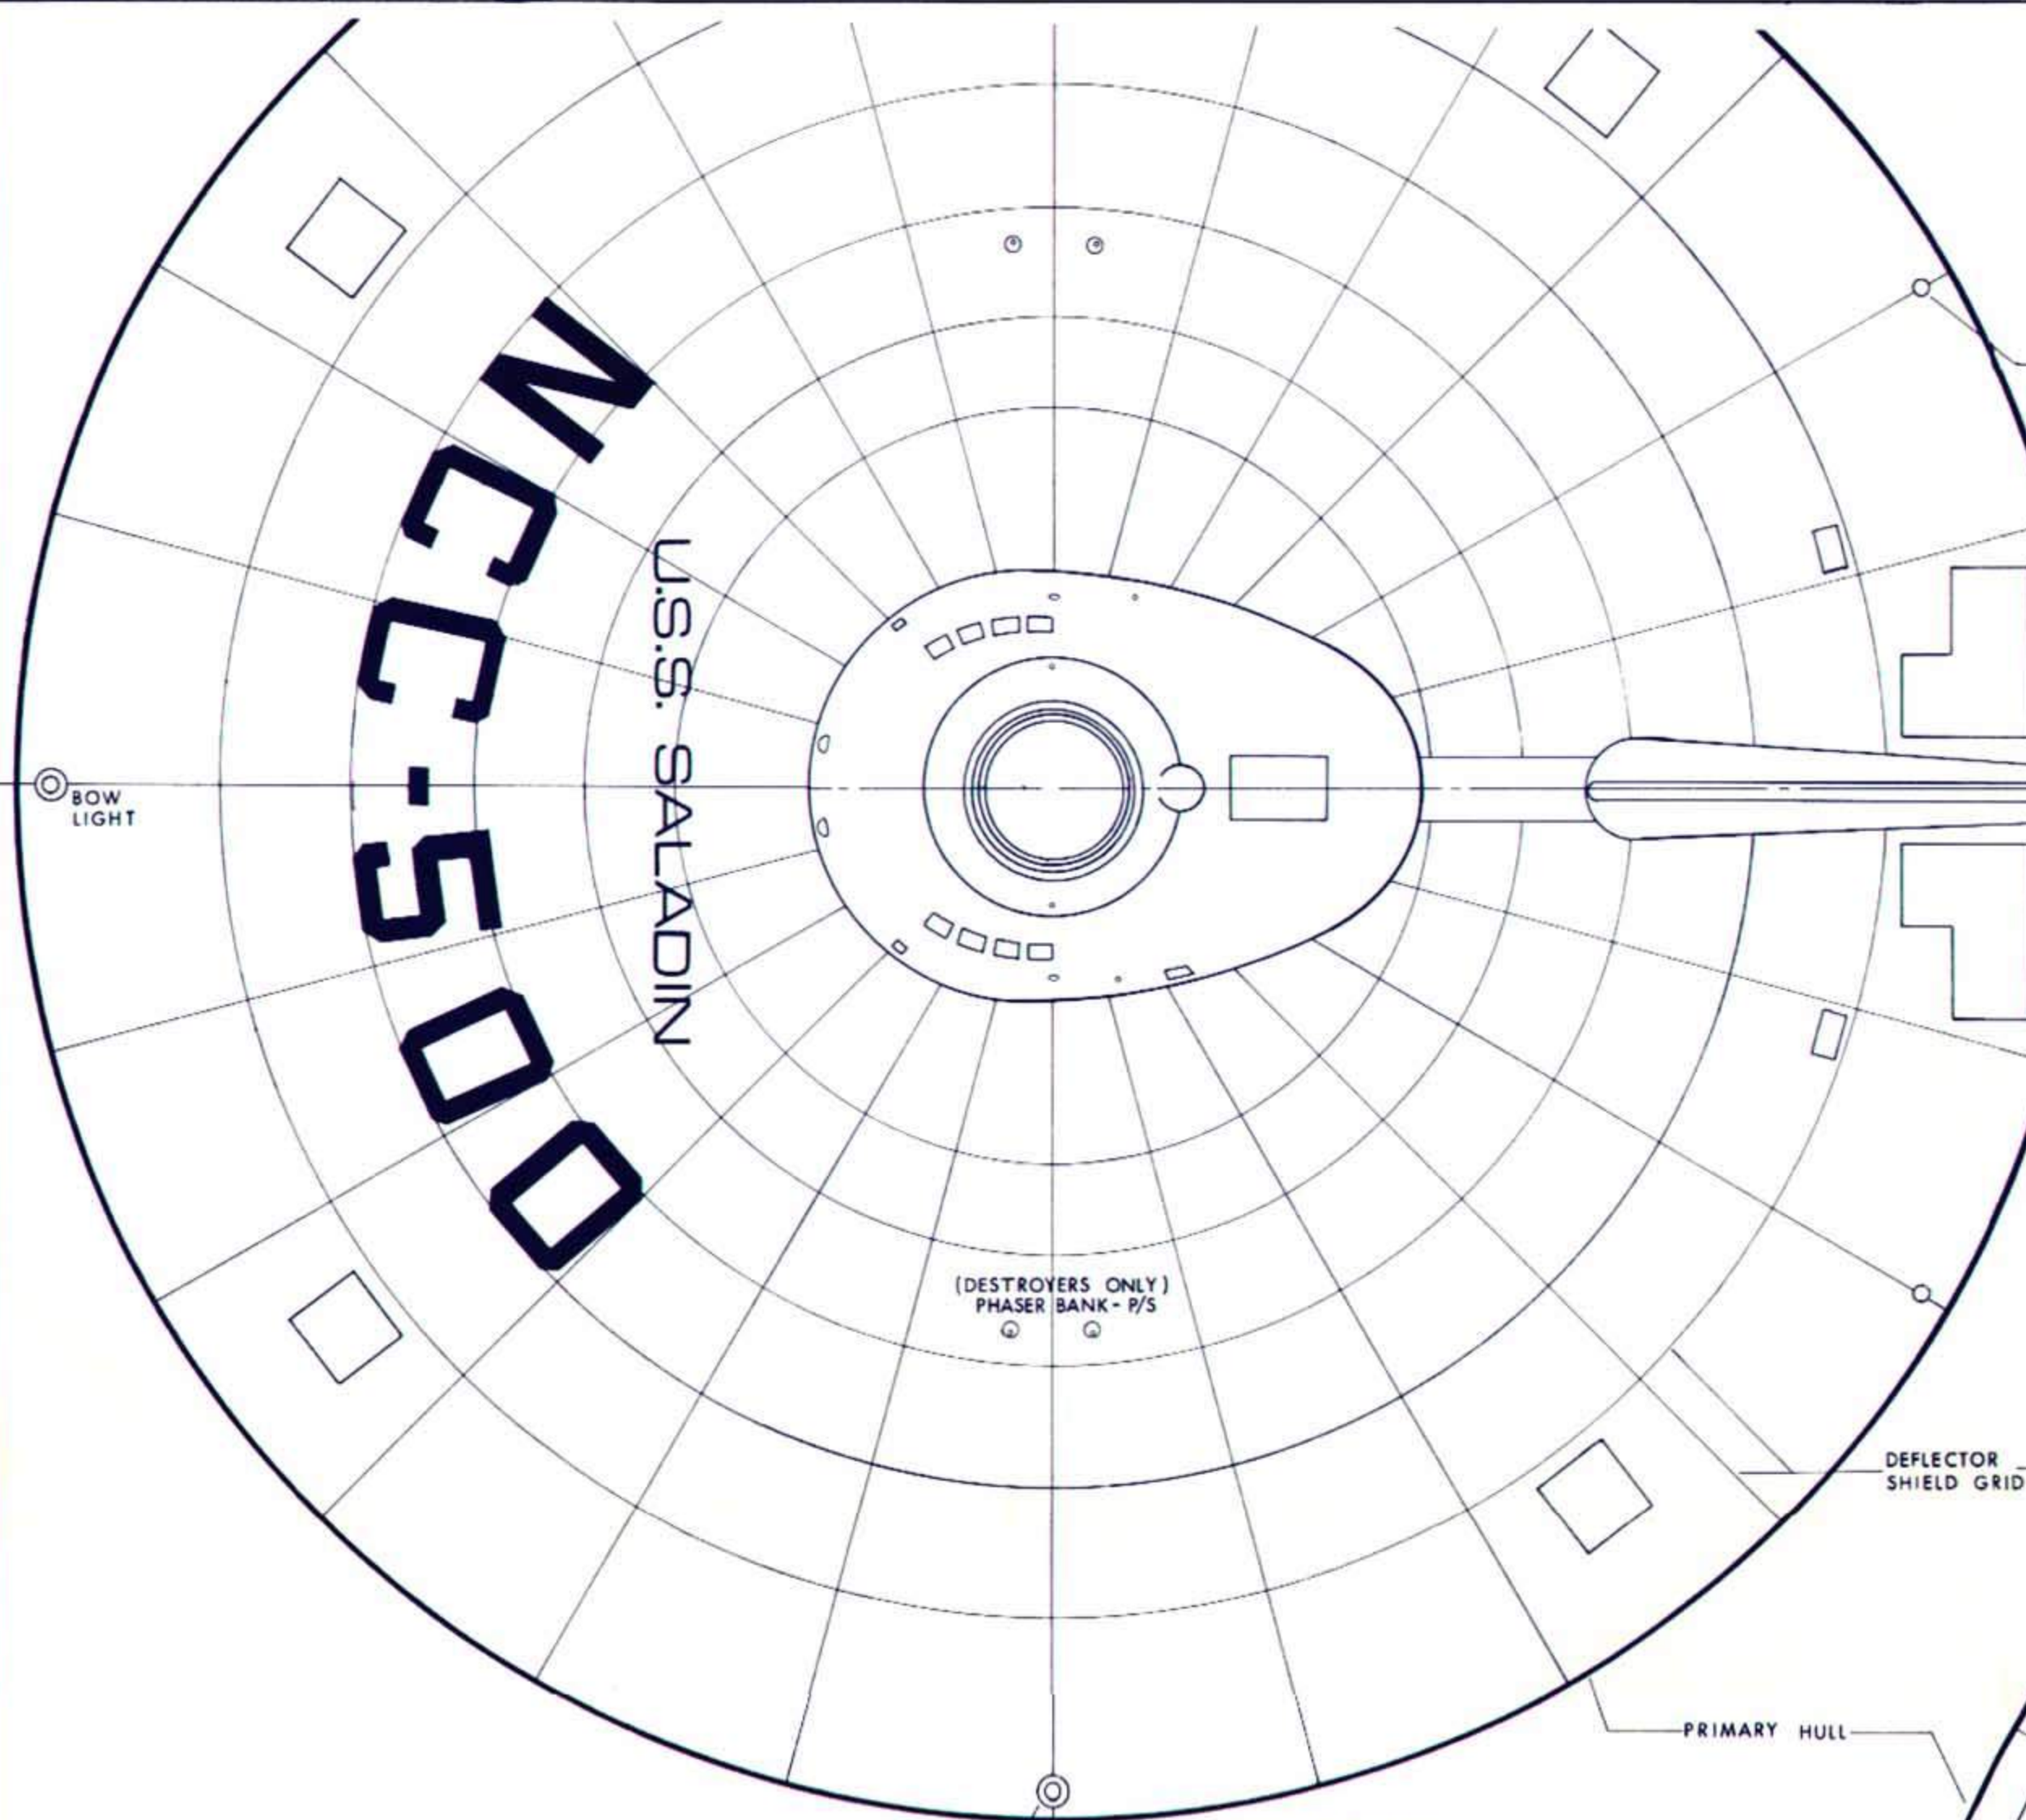 NCC-500
U.S.S. SALADIN
BOW
LIGHT
(DESTROYERS ONLY)
PHASER BANK- P/S
DEFLECTOR
SHIELD GRID
PRIMARY HULL